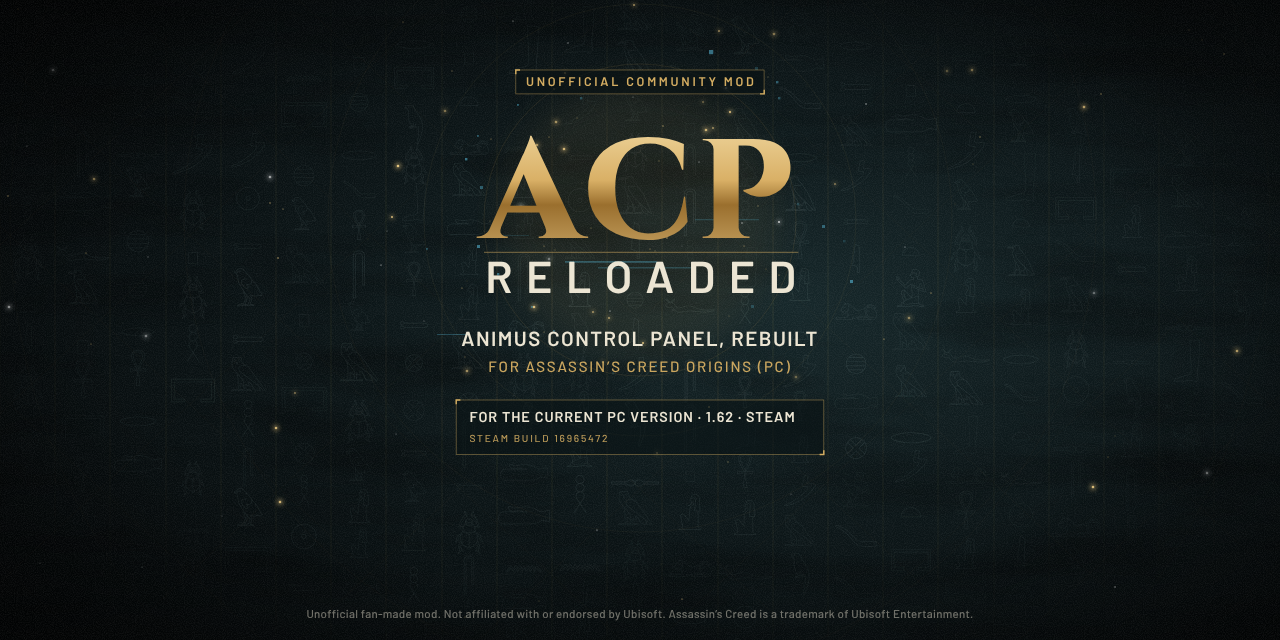 UNOFFICIAL COMMUNITY MOD
ACP
RELOADED
ANIMUS CONTROL PANEL, REBUILT
FOR ASSASSIN’S CREED ORIGINS (PC)
FOR THE CURRENT PC VERSION · 1.62 · STEAM
STEAM BUILD 16965472
Unofficial fan-made mod. Not affiliated with or endorsed by Ubisoft. Assassin’s Creed is a trademark of Ubisoft Entertainment.